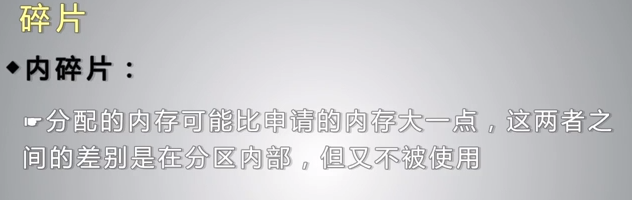 碎片
◆内碎片：
☛分配的内存可能比申请的内存大一点，这两者之
间的差别是在分区内部，但又不被使用